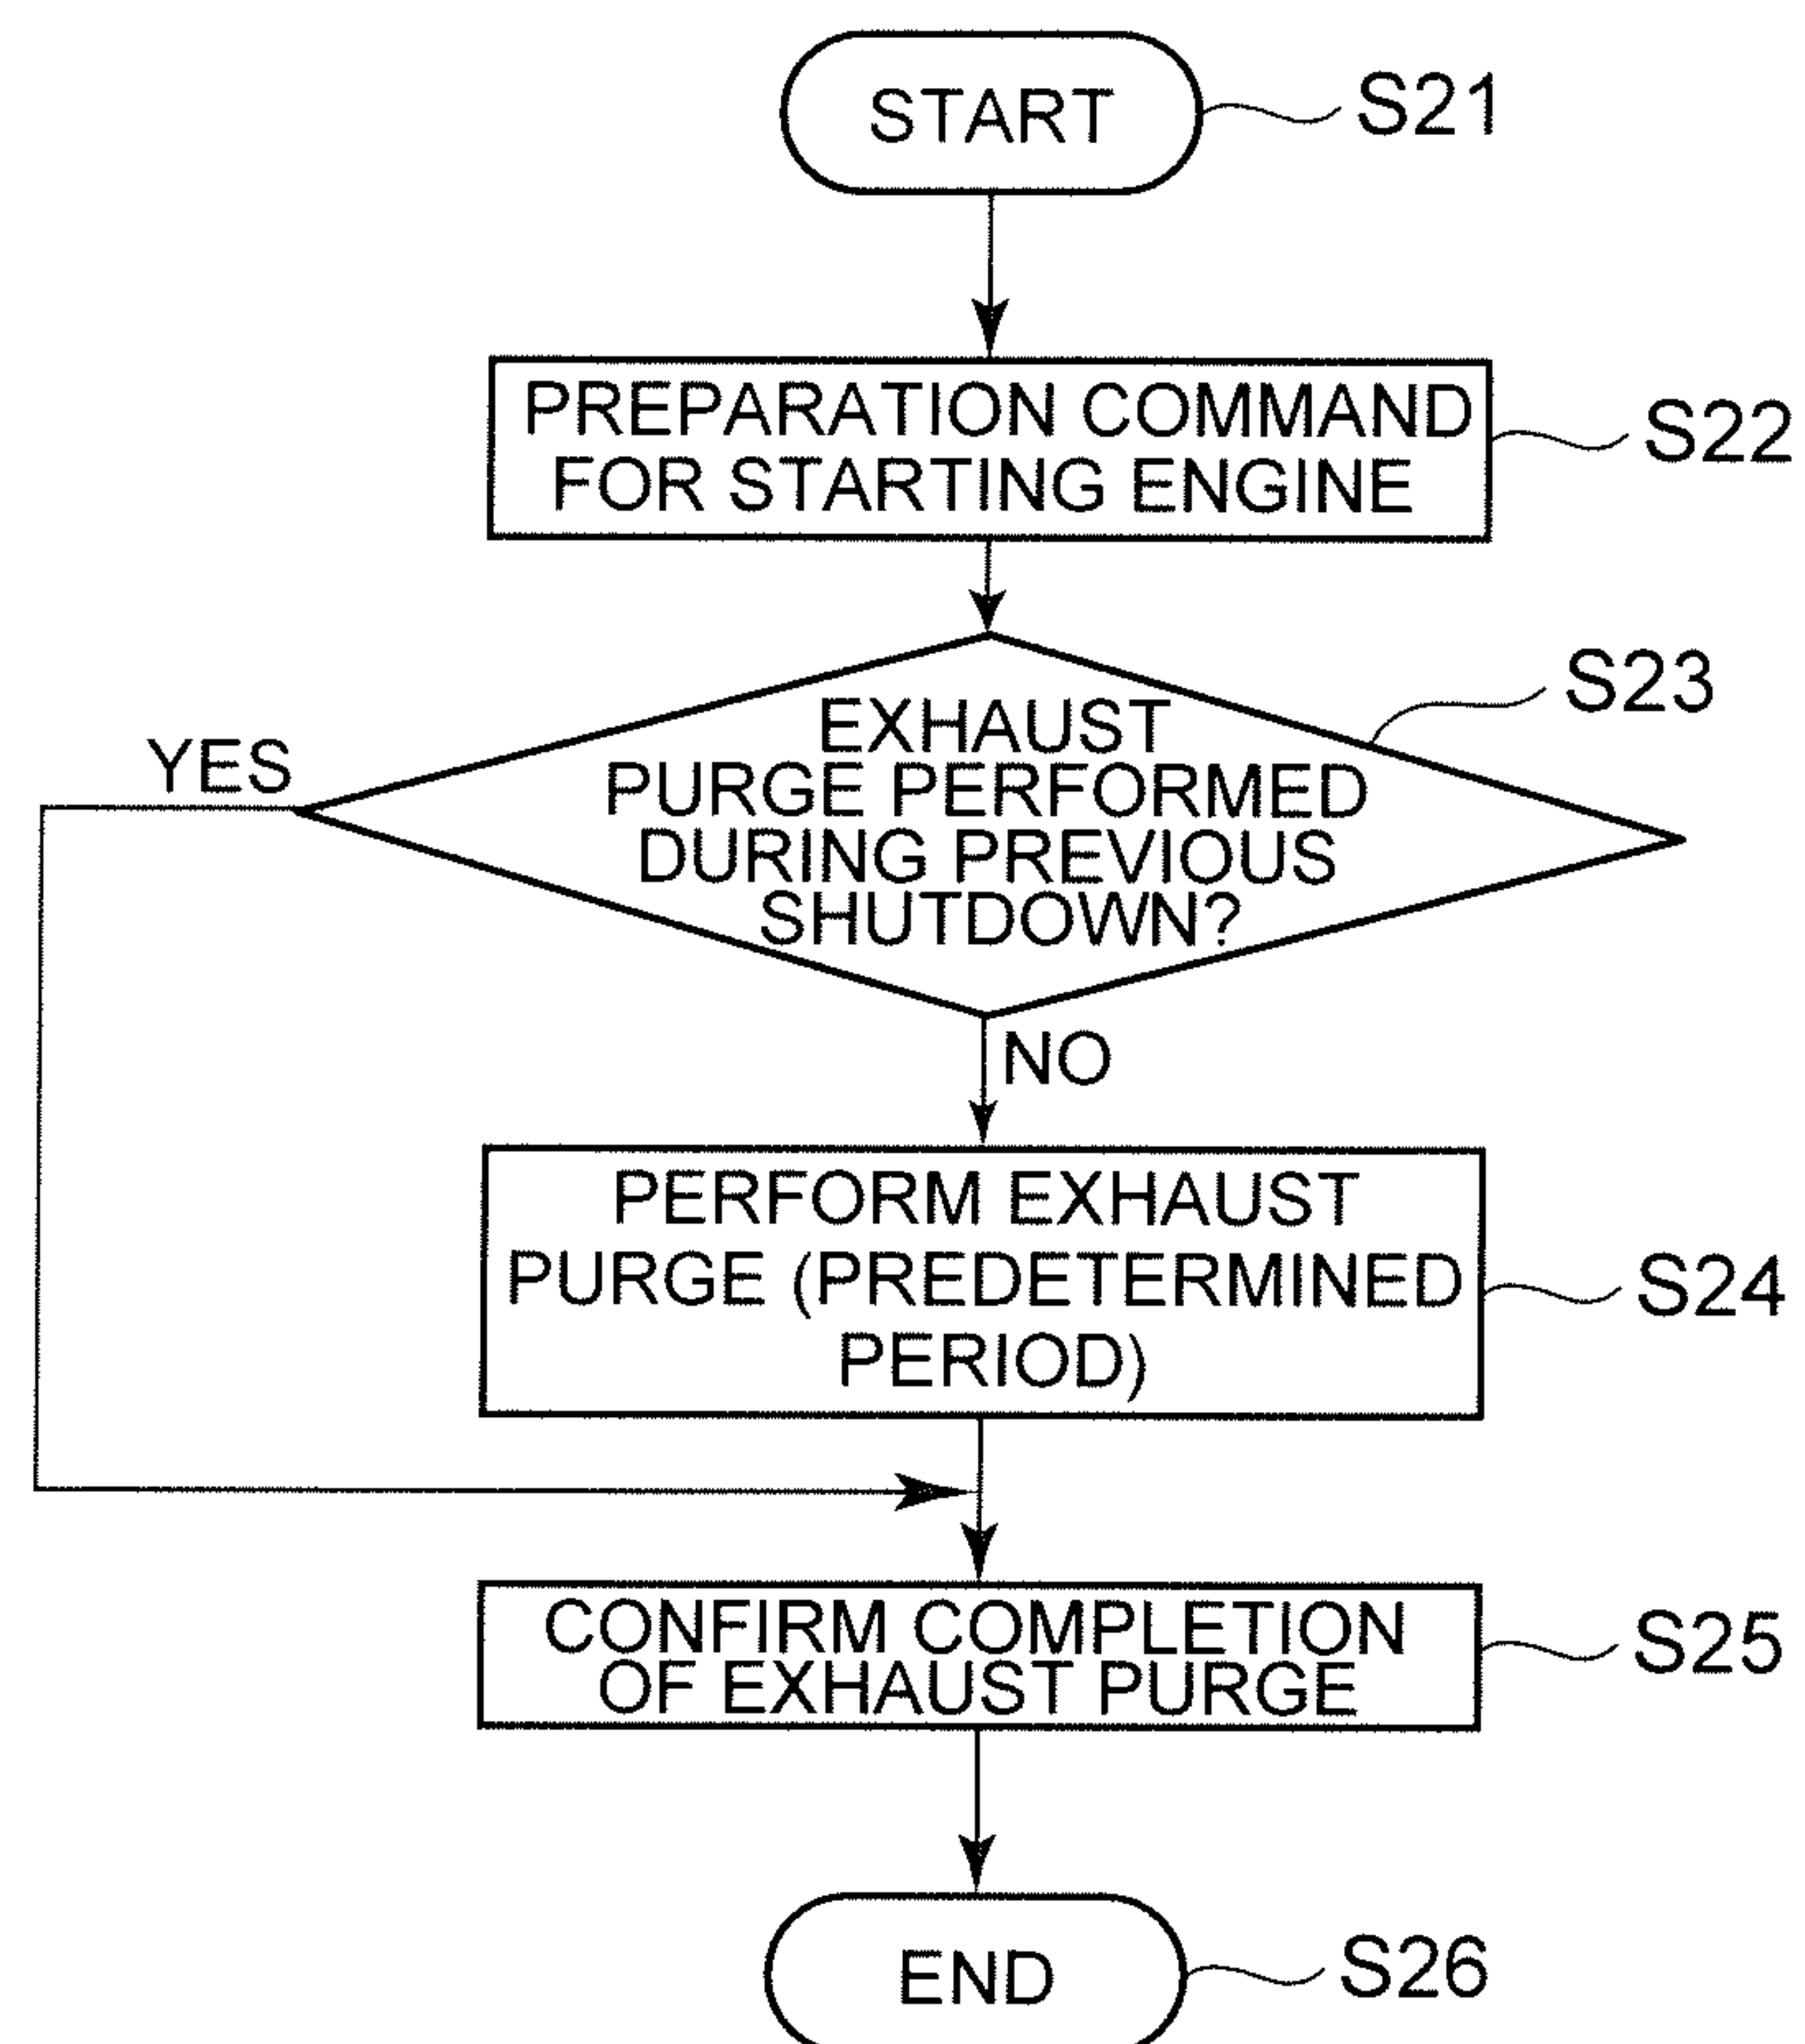 START
S21
PREPARATION COMMAND
FOR STARTING ENGINE
S22
S23
EXHAUST
PURGE PERFORMED
DURING PREVIOUS
SHUTDOWN?
YES
NO
PERFORM EXHAUST
PURGE (PREDETERMINED
PERIOD)
S24
CONFIRM COMPLETION
OF EXHAUST PURGE
S25
END
S26